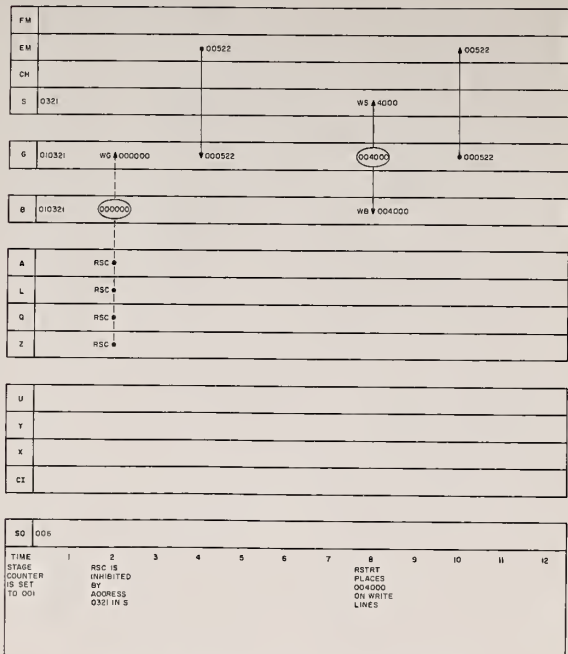 FM
EM 00522 00522
CH
S 0321 WS 4000
G 010321 WG 000000 000522 004000 000522
B 010321 000000 WB 004000
A RSC
L RSC
Q RSC
Z RSC
U
Y
X
CI
SQ 006
TIME 1 2 3 4 5 6 7 8 9 10 11 12
STAGE COUNTER IS SET TO 001
RSC IS INHIBITED BY ADDRESS 0321 IN S
RSTRT PLACES 004000 ON WRITE LINES